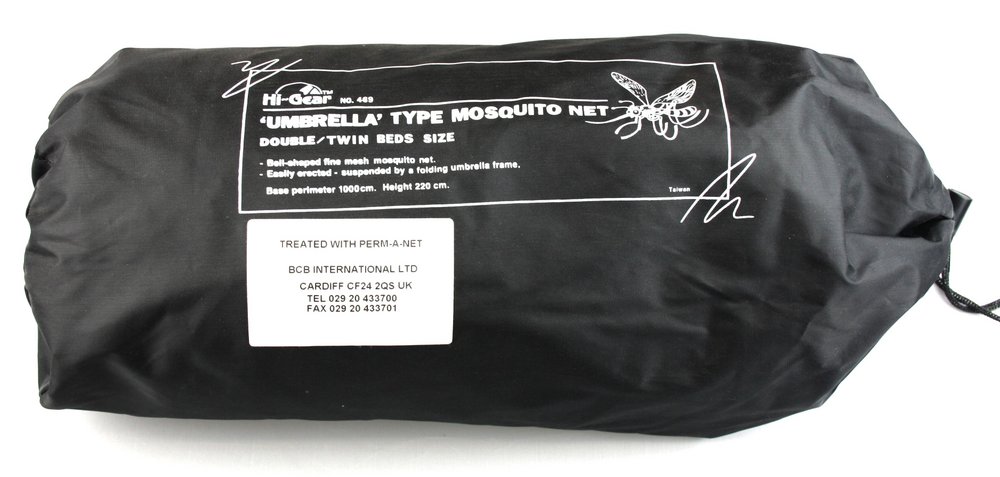 Hi-Gear™ NO. 469
'UMBRELLA' TYPE MOSQUITO NET
DOUBLE/TWIN BEDS SIZE
- Bell-shaped fine mesh mosquito net.
- Easily erected - suspended by a folding umbrella frame.
Base perimeter 1000cm. Height 220 cm.
Taiwan
TREATED WITH PERM-A-NET
BCB INTERNATIONAL LTD
CARDIFF CF24 2QS UK
TEL 029 20 433700
FAX 029 20 433701